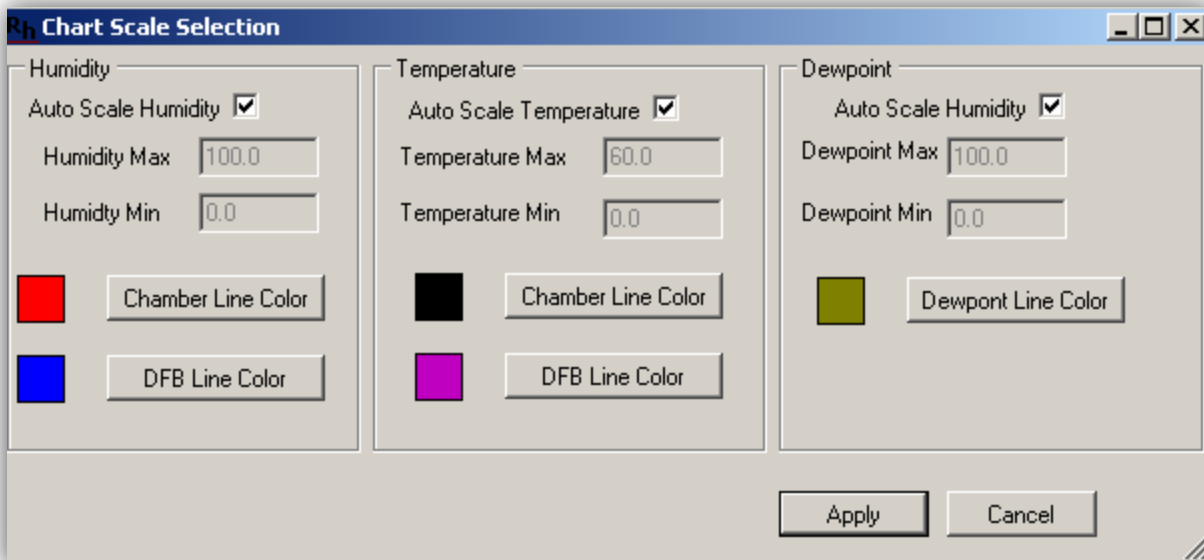 Rh Chart Scale Selection
Humidity
Auto Scale Humidity
Humidity Max 100.0
Humidty Min 0.0
Chamber Line Color
DFB Line Color
Temperature
Auto Scale Temperature
Temperature Max 60.0
Temperature Min 0.0
Chamber Line Color
DFB Line Color
Dewpoint
Auto Scale Humidity
Dewpoint Max 100.0
Dewpoint Min 0.0
Dewpont Line Color
Apply
Cancel